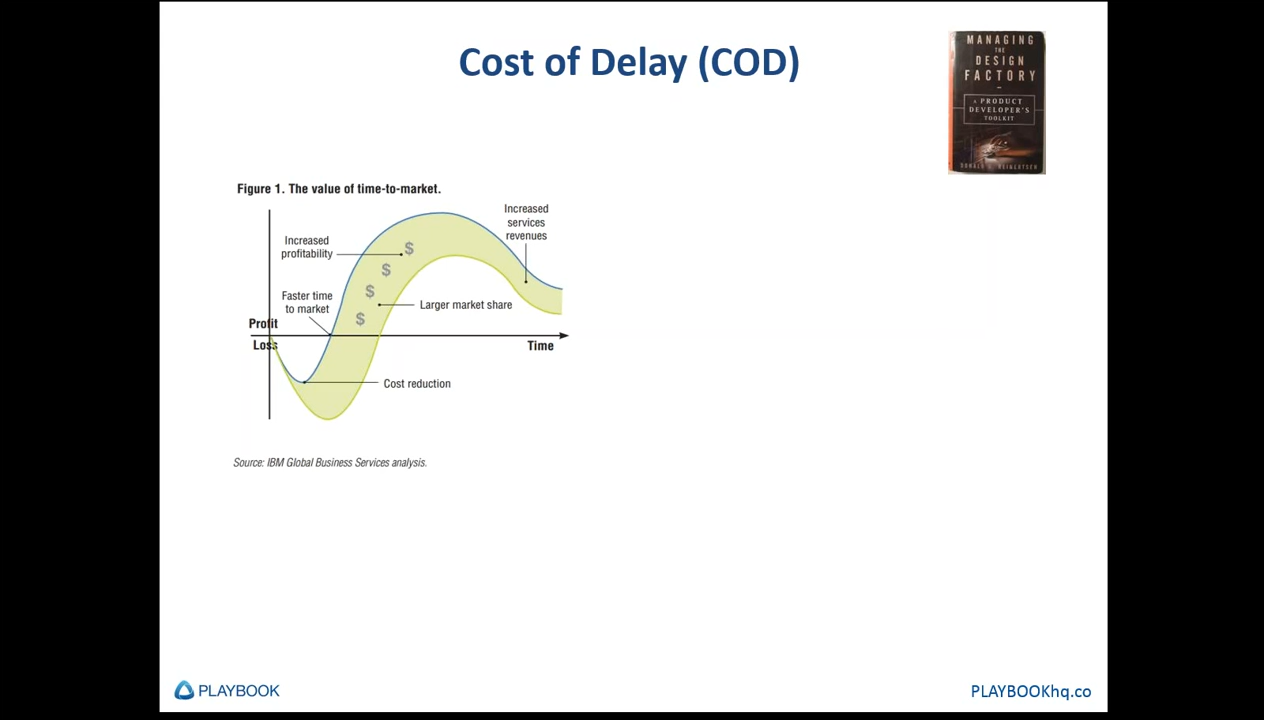 Cost of Delay (COD)
MANAGING
THE
DESIGN
FACTORY
A PRODUCT
DEVELOPER'S
TOOLKIT
DONALD G. REINERTSEN
Figure 1. The value of time-to-market.
Increased
services
revenues
Increased
profitability
$
$
Faster time
to market
$
Larger market share
$
Profit
Loss
Time
Cost reduction
Source: IBM Global Business Services analysis.
PLAYBOOK
PLAYBOOKhq.co